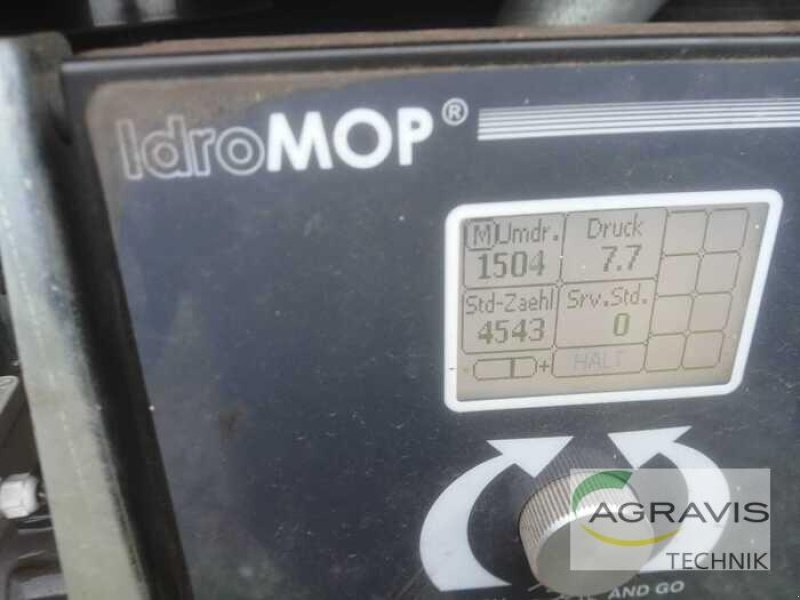 IdroMOP®
M Umdr. Druck
1504 7.7
Std-Zaehl Srv.Std.
4543 0
- + HALT
AGRAVIS
TECHNIK
AND GO